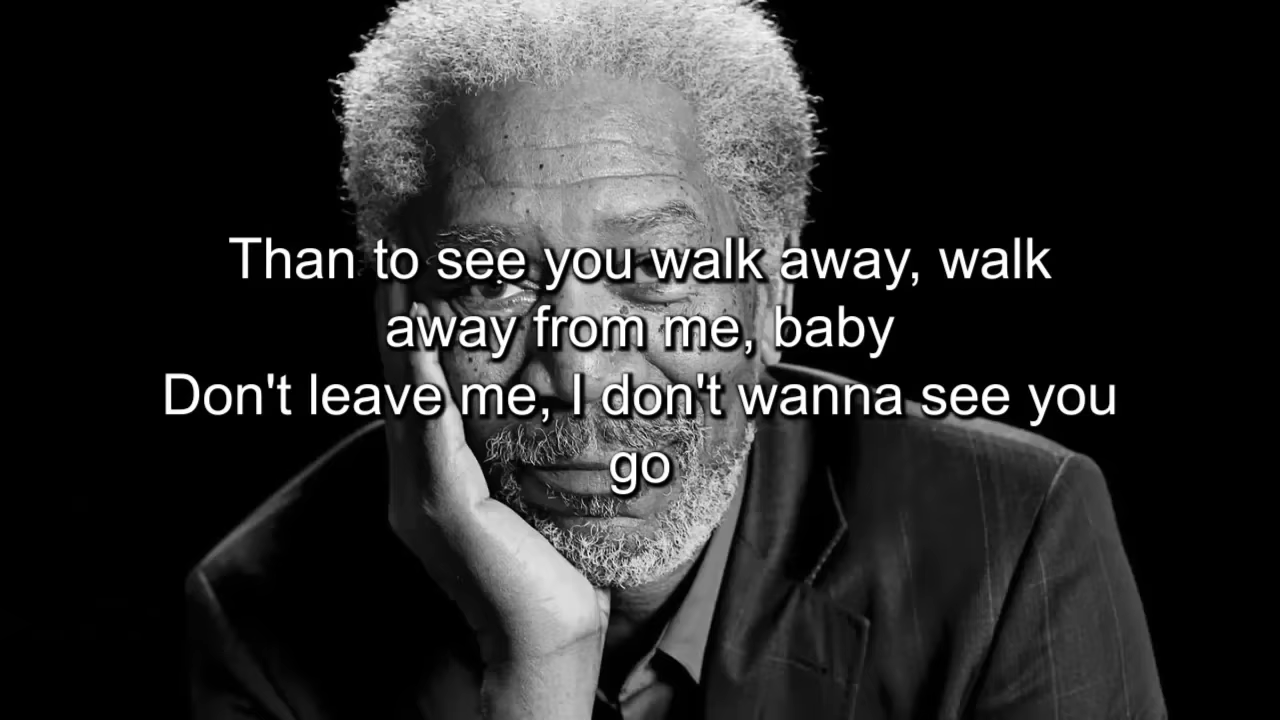 Than to see you walk away, walk
away from me, baby
Don't leave me, I don't wanna see you
go